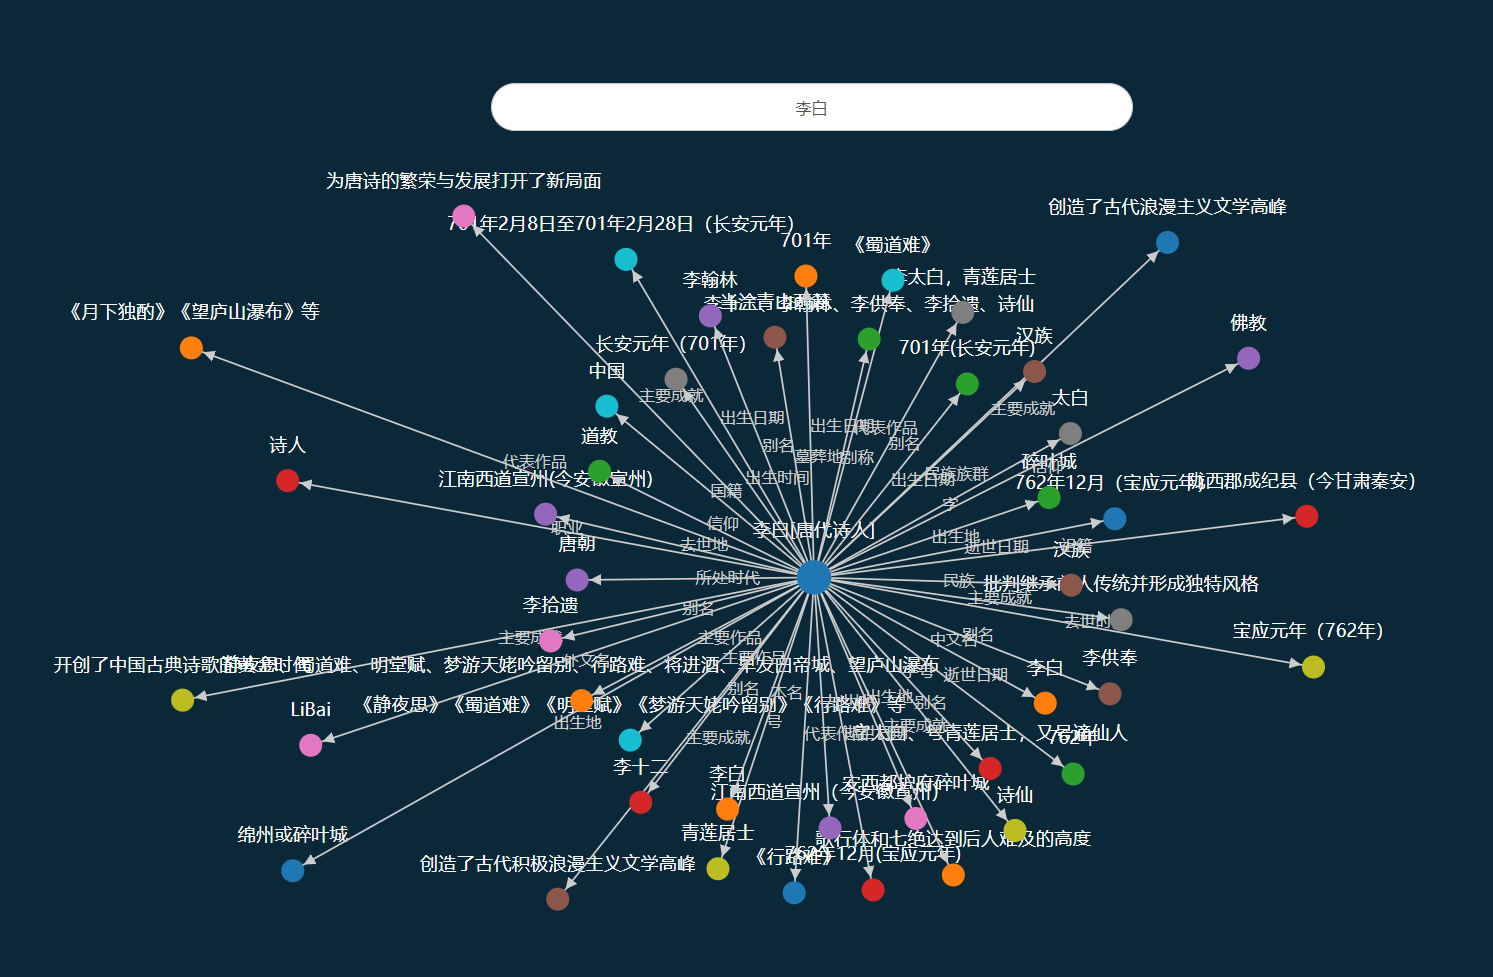 李白
为唐诗的繁荣与发展打开了新局面
创造了古代浪漫主义文学高峰
701年2月8日至701年2月28日（长安元年）
701年
《蜀道难》
李太白，青莲居士
李翰林
《月下独酌》《望庐山瀑布》等
、李供奉、李拾遗、诗仙
佛教
汉族
长安元年（701年）
701年(长安元年)
中国
主要成就
太白
主要成就
出生日期
出生日期
代表作品
道教
诗人
别名
别名
墓葬地
别称
代表作品
碎叶城
信仰
江南西道宣州(今安徽宣州)
出生时间
出生日期
民族族群
762年12月（宝应元年）
陇西郡成纪县（今甘肃秦安）
国籍
字
职业
信仰
李白[唐代诗人]
唐朝
去世地
出生地
逝世日期
祖籍
汉族
所处时代
民族
批判继承前人传统并形成独特风格
李拾遗
别名
主要成就
去世时间
宝应元年（762年）
主要成就
主要作品
中文名
别名
外文名
主要作品
李供奉
李白
开创了中国古典诗歌的黄金时代
静夜思、蜀道难、明堂赋、梦游天姥吟留别、行路难、将进酒、早发白帝城、望庐山瀑布
逝世日期
别名
本名
出生地
别名
LiBai
《静夜思》《蜀道难》《明堂赋》《梦游天姥吟留别》《行路难》等
出生地
号
主要成就
主要成就
代表作品
号青莲居士，又号谪仙人
762年
李十二
李白
安西都护府碎叶城
江南西道宣州（今安徽宣州）
诗仙
绵州或碎叶城
青莲居士
歌行体和七绝达到后人难及的高度
创造了古代积极浪漫主义文学高峰
《行路难》
762年12月(宝应元年)